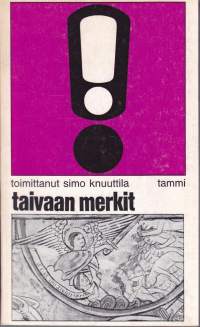 !
toimittanut simo knuuttila tammi
taivaan merkit